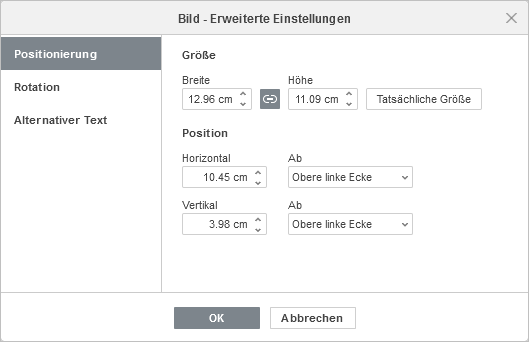 Bild - Erweiterte Einstellungen
Positionierung
Rotation
Alternativer Text
Größe
Breite Höhe
12.96 cm 11.09 cm Tatsächliche Größe
Position
Horizontal Ab
10.45 cm Obere linke Ecke
Vertikal Ab
3.98 cm Obere linke Ecke
OK Abbrechen